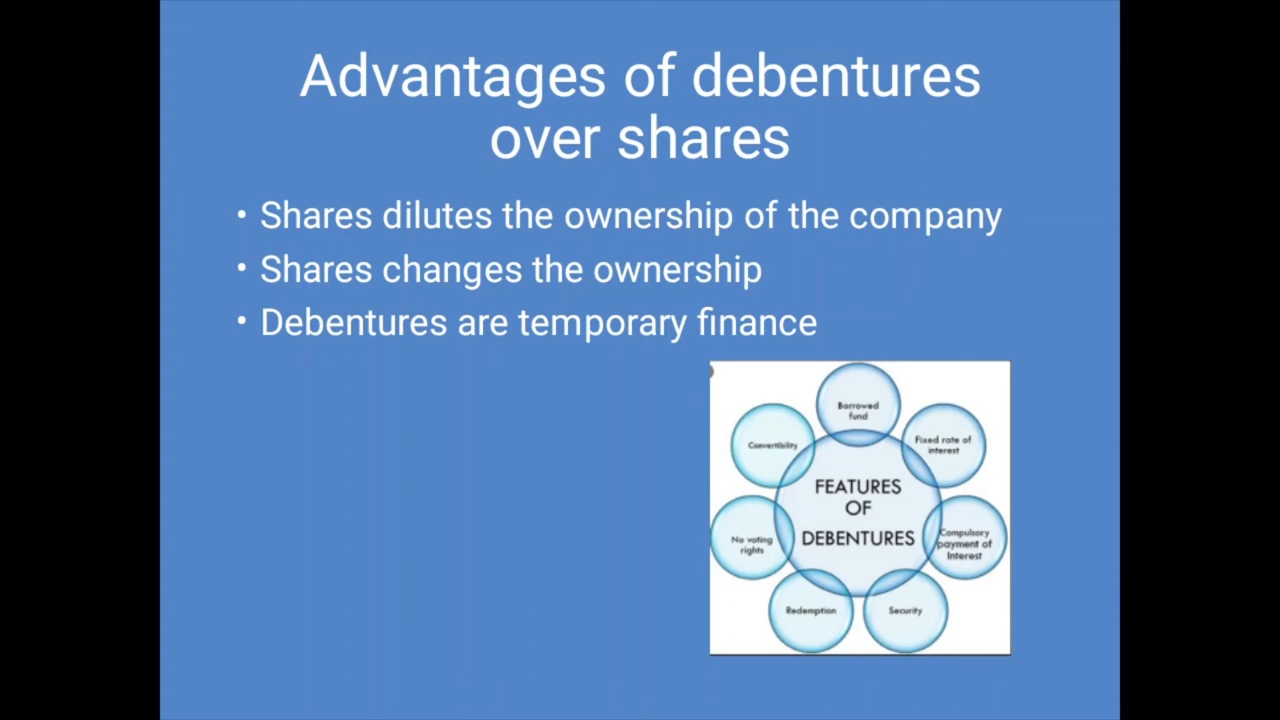 Advantages of debentures
over shares
• Shares dilutes the ownership of the company
• Shares changes the ownership
• Debentures are temporary finance
Borrowed
fund
Convertibility
Fixed rate of
interest
FEATURES
OF
DEBENTURES
No voting
rights
Compulsory
payment of
Interest
Redemption
Security